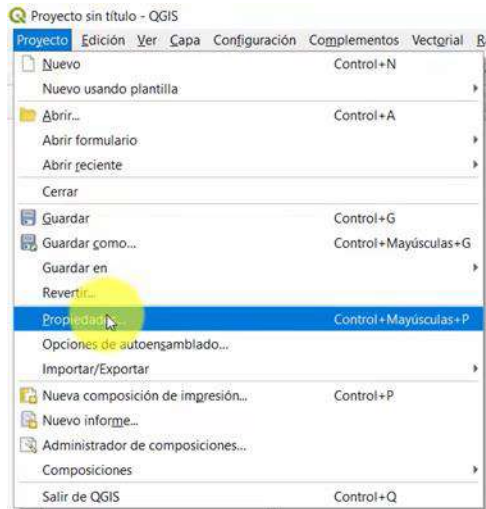 Proyecto sin título - QGIS
Proyecto Edición Ver Capa Configuración Complementos Vectorial R
Nuevo Control+N
Nuevo usando plantilla
Abrir... Control+A
Abrir formulario
Abrir reciente
Cerrar
Guardar Control+G
Guardar como... Control+Mayúsculas+G
Guardar en
Revertir...
Propiedades... Control+Mayúsculas+P
Opciones de autoensamblado...
Importar/Exportar
Nueva composición de impresión... Control+P
Nuevo informe...
Administrador de composiciones...
Composiciones
Salir de QGIS Control+Q